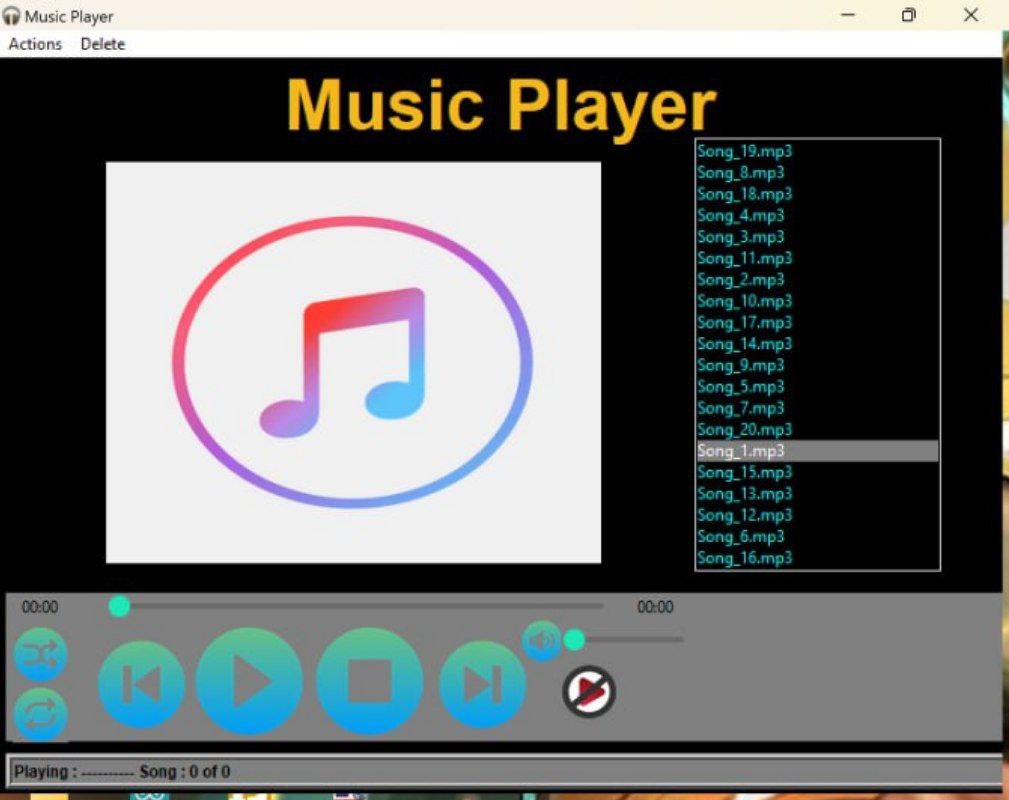 Music Player
Actions Delete
Music Player
Song_19.mp3
Song_8.mp3
Song_18.mp3
Song_4.mp3
Song_3.mp3
Song_11.mp3
Song_2.mp3
Song_10.mp3
Song_17.mp3
Song_14.mp3
Song_9.mp3
Song_5.mp3
Song_7.mp3
Song_20.mp3
Song_1.mp3
Song_15.mp3
Song_13.mp3
Song_12.mp3
Song_6.mp3
Song_16.mp3
00:00 00:00
Playing : ---------- Song : 0 of 0